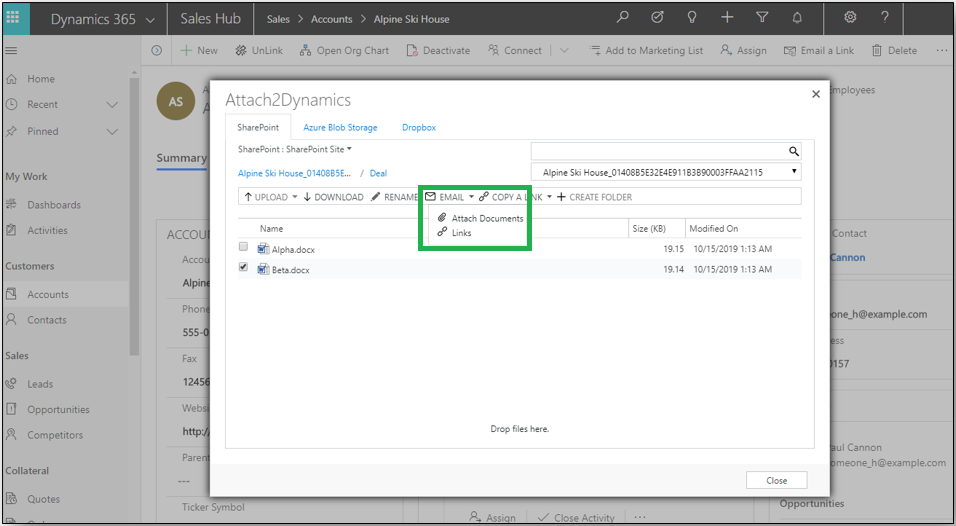 Dynamics 365 Sales Hub Sales > Accounts > Alpine Ski House
New UnLink Open Org Chart Deactivate Connect Add to Marketing List Assign Email a Link Delete
Home
Recent
Pinned
My Work
Dashboards
Activities
Customers
Accounts
Contacts
Sales
Leads
Opportunities
Competitors
Collateral
Quotes
AS
A
Summary
ACCOU
Accou
Alpin
Phone
555-0
Fax
12456
Websi
http:/
Parent
---
Ticker Symbol
Attach2Dynamics
SharePoint Azure Blob Storage Dropbox
SharePoint : SharePoint Site
Alpine Ski House_01408B5E... / Deal
Alpine Ski House_01408B5E32E4E911B3B90003FFAA2115
UPLOAD DOWNLOAD RENAME EMAIL COPY A LINK CREATE FOLDER
Attach Documents
Links
Name Size (KB) Modified On
Alpha.docx 19.15 10/15/2019 1:13 AM
Beta.docx 19.14 10/15/2019 1:13 AM
Drop files here.
Close
Employees
Contact
Cannon
meone_h@example.com
ess
0157
Paul Cannon
someone_h@example.com
Opportunities
Assign Close Activity ...